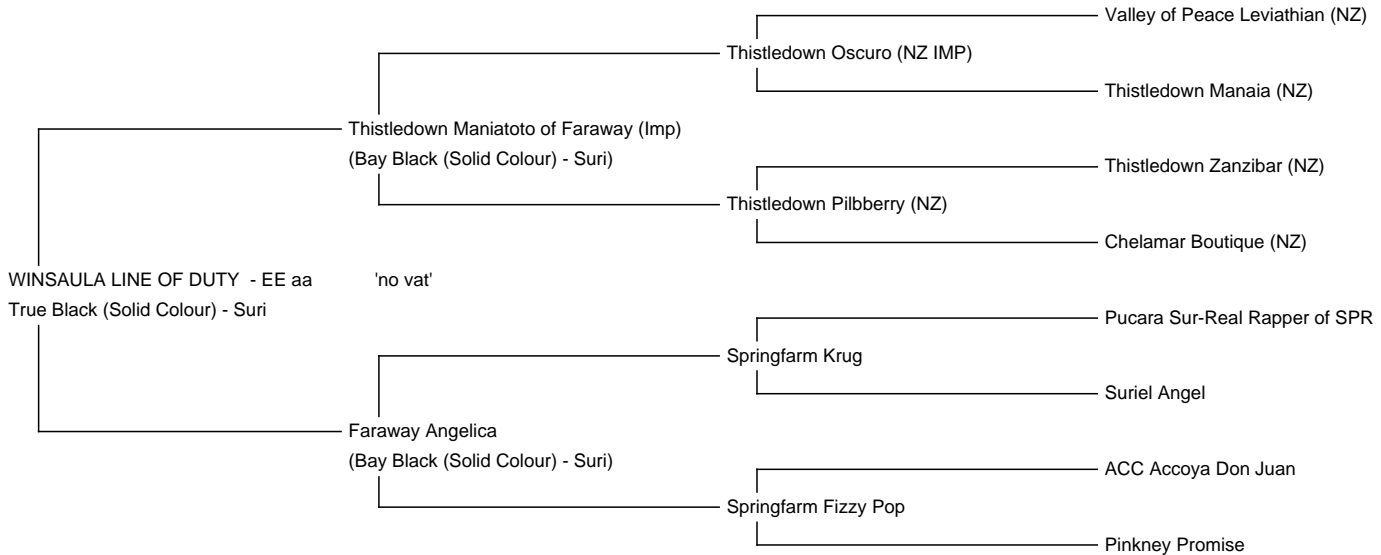 Valley of Peace Leviathian (NZ)
Thistledown Oscuro (NZ IMP)
Thistledown Manaia (NZ)
Thistledown Maniatoto of Faraway (Imp)
(Bay Black (Solid Colour) - Suri)
Thistledown Zanzibar (NZ)
Thistledown Pilbberry (NZ)
Chelamar Boutique (NZ)
WINSAULA LINE OF DUTY - EE aa 'no vat'
True Black (Solid Colour) - Suri
Pucara Sur-Real Rapper of SPR
Springfarm Krug
Suriel Angel
Faraway Angelica
(Bay Black (Solid Colour) - Suri)
ACC Accoya Don Juan
Springfarm Fizzy Pop
Pinkney Promise